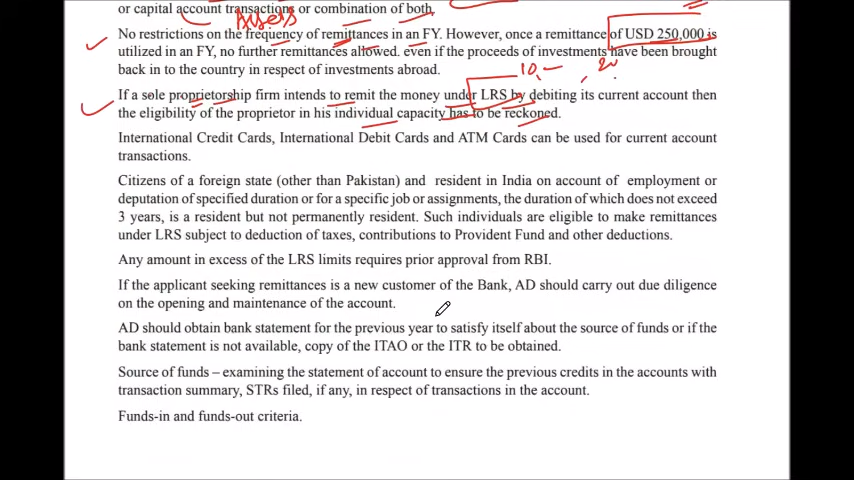 or capital account transactions or combination of both.
Assets
No restrictions on the frequency of remittances in an FY. However, once a remittance of USD 250,000 is
utilized in an FY, no further remittances allowed. even if the proceeds of investments have been brought
back in to the country in respect of investments abroad.
If a sole proprietorship firm intends to remit the money under LRS by debiting its current account then
the eligibility of the proprietor in his individual capacity has to be reckoned.
International Credit Cards, International Debit Cards and ATM Cards can be used for current account
transactions.
Citizens of a foreign state (other than Pakistan) and resident in India on account of employment or
deputation of specified duration or for a specific job or assignments, the duration of which does not exceed
3 years, is a resident but not permanently resident. Such individuals are eligible to make remittances
under LRS subject to deduction of taxes, contributions to Provident Fund and other deductions.
Any amount in excess of the LRS limits requires prior approval from RBI.
If the applicant seeking remittances is a new customer of the Bank, AD should carry out due diligence
on the opening and maintenance of the account.
AD should obtain bank statement for the previous year to satisfy itself about the source of funds or if the
bank statement is not available, copy of the ITAO or the ITR to be obtained.
Source of funds – examining the statement of account to ensure the previous credits in the accounts with
transaction summary, STRs filed, if any, in respect of transactions in the account.
Funds-in and funds-out criteria.